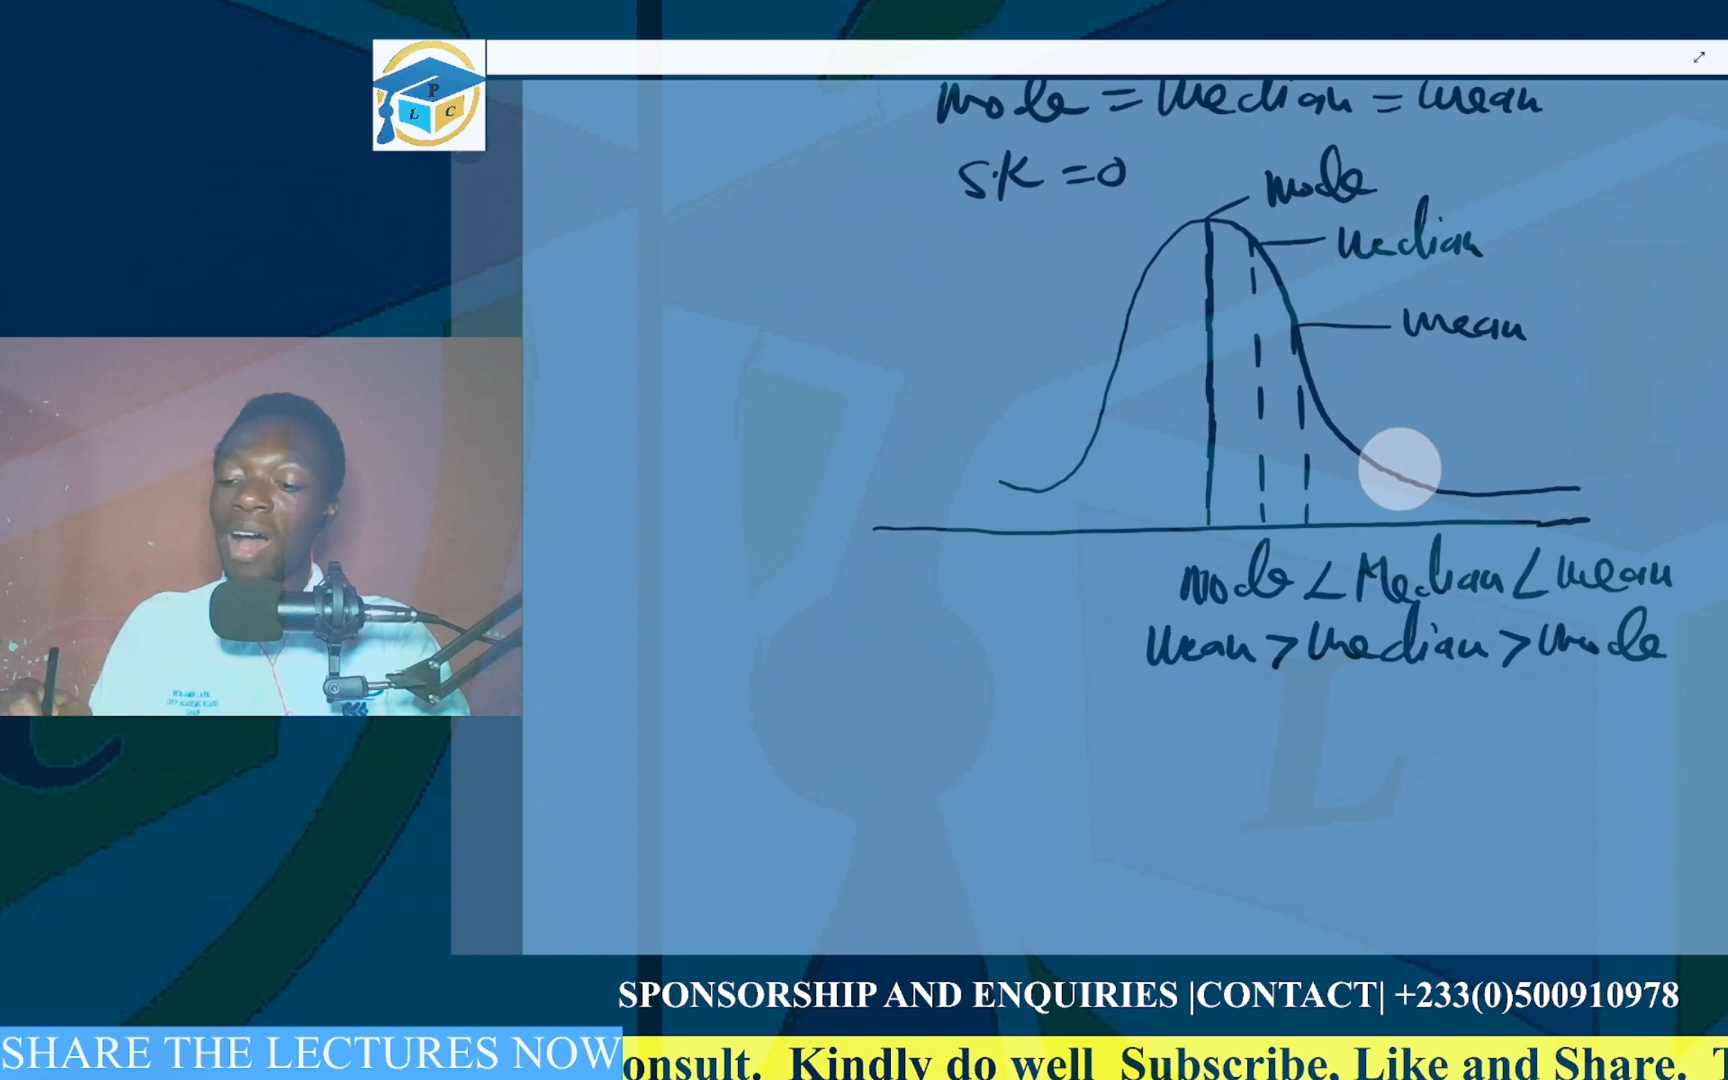 P
L C
mode = median = mean
S.K = 0
mode
median
mean
mode < Median < mean
mean > median > mode
L
SPONSORSHIP AND ENQUIRIES |CONTACT| +233(0)500910978
SHARE THE LECTURES NOW
onsult. Kindly do well Subscribe, Like and Share. T